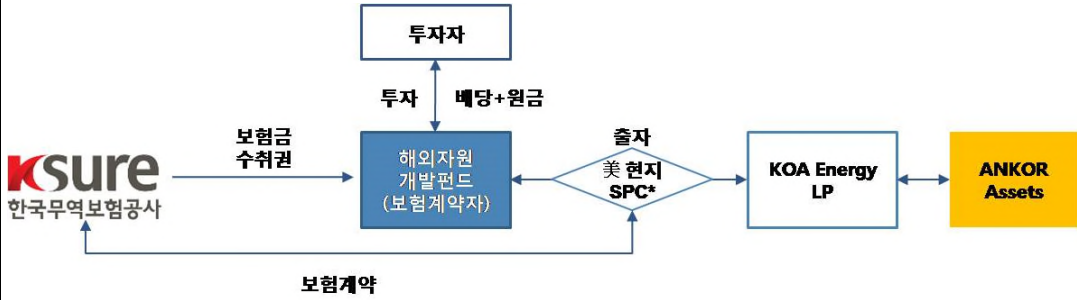 투자자
투자
배당+원금
보험금
수취권
출자
ksure
한국무역보험공사
해외자원
개발펀드
(보험계약자)
美 현지
SPC*
KOA Energy
LP
ANKOR
Assets
보험계약